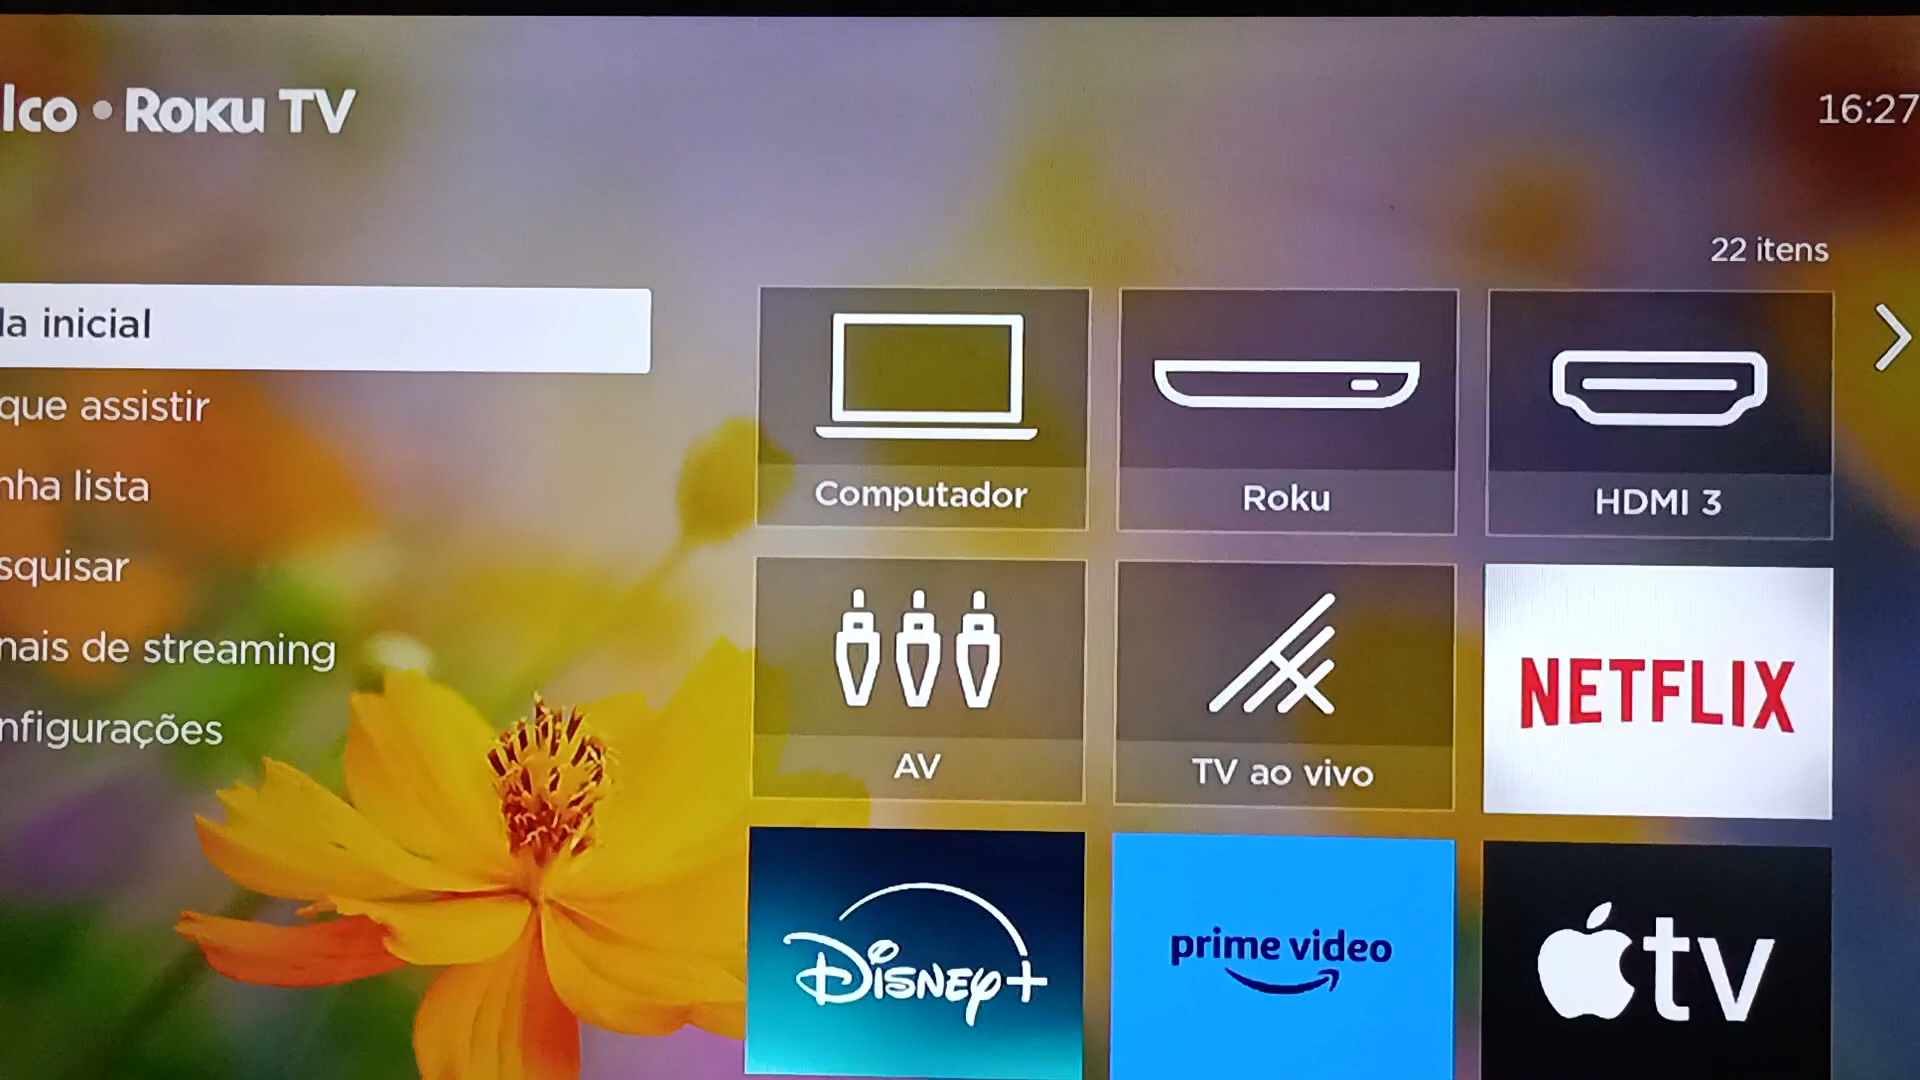 lco • Roku TV
16:27
22 itens
la inicial
que assistir
nha lista
squisar
nais de streaming
nfigurações
Computador
Roku
HDMI 3
AV
TV ao vivo
NETFLIX
Disney+
prime video
tv